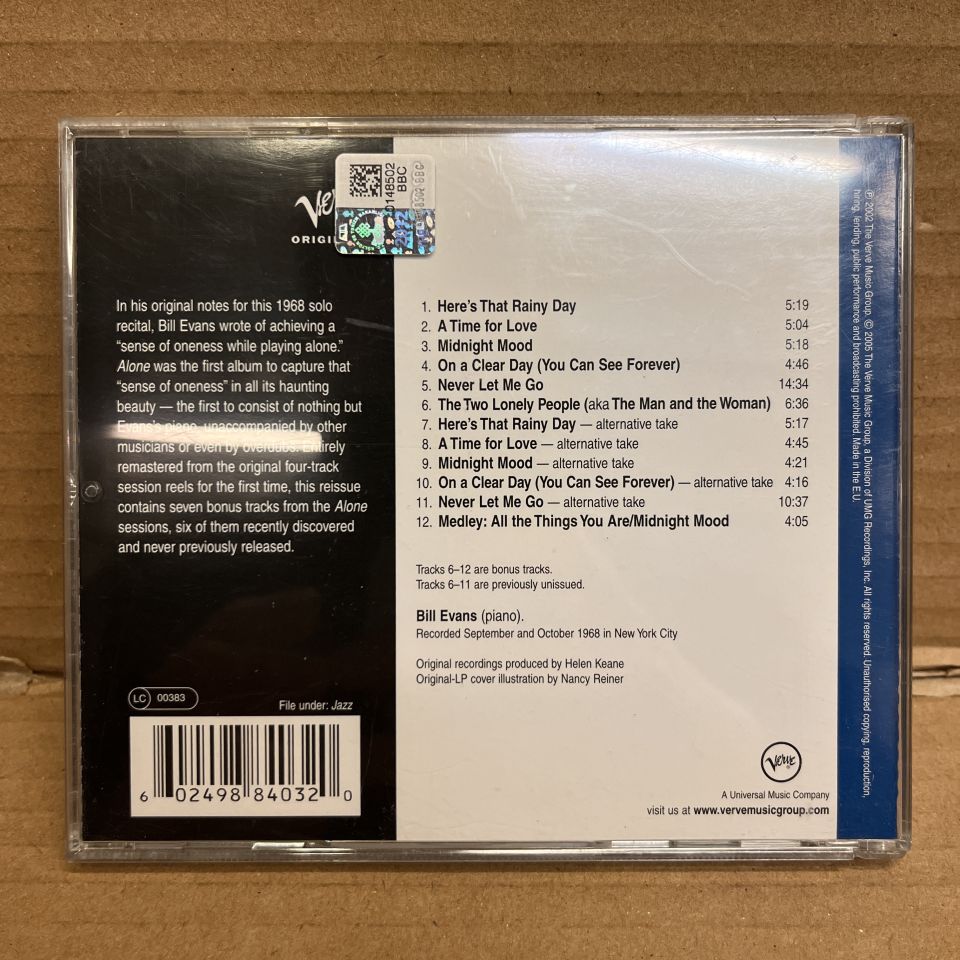 Verve
ORIGI
0148502
BBC
In his original notes for this 1968 solo
recital, Bill Evans wrote of achieving a
“sense of oneness while playing alone.”
Alone was the first album to capture that
“sense of oneness” in all its haunting
beauty — the first to consist of nothing but
Evans's piano, unaccompanied by other
musicians or even by overdubs. Entirely
remastered from the original four-track
session reels for the first time, this reissue
contains seven bonus tracks from the Alone
sessions, six of them recently discovered
and never previously released.
LC 00383
File under: Jazz
6 02498 84032 0
1. Here's That Rainy Day 5:19
2. A Time for Love 5:04
3. Midnight Mood 5:18
4. On a Clear Day (You Can See Forever) 4:46
5. Never Let Me Go 14:34
6. The Two Lonely People (aka The Man and the Woman) 6:36
7. Here's That Rainy Day — alternative take 5:17
8. A Time for Love — alternative take 4:45
9. Midnight Mood — alternative take 4:21
10. On a Clear Day (You Can See Forever) — alternative take 4:16
11. Never Let Me Go — alternative take 10:37
12. Medley: All the Things You Are/Midnight Mood 4:05
Tracks 6–12 are bonus tracks.
Tracks 6–11 are previously unissued.
Bill Evans (piano).
Recorded September and October 1968 in New York City
Original recordings produced by Helen Keane
Original-LP cover illustration by Nancy Reiner
Verve
A Universal Music Company
visit us at www.vervemusicgroup.com
℗ 2002 The Verve Music Group. © 2005 The Verve Music Group, a Division of UMG Recordings, Inc. All rights reserved. Unauthorised copying, reproduction,
hiring, lending, public performance and broadcasting prohibited. Made in the E.U.